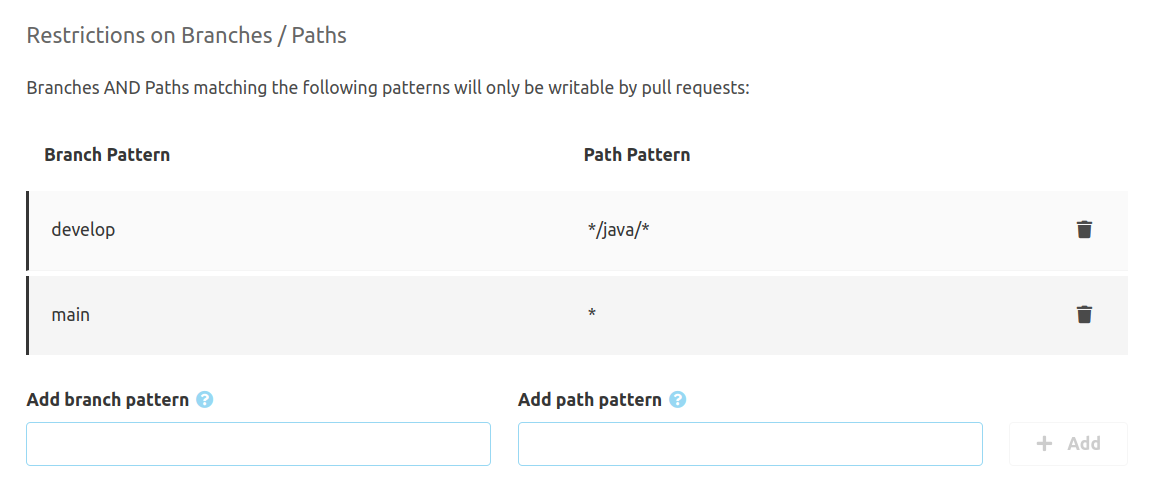 Restrictions on Branches / Paths
Branches AND Paths matching the following patterns will only be writable by pull requests:
Branch Pattern Path Pattern
develop */java/*
main *
Add branch pattern ? Add path pattern ?
+ Add